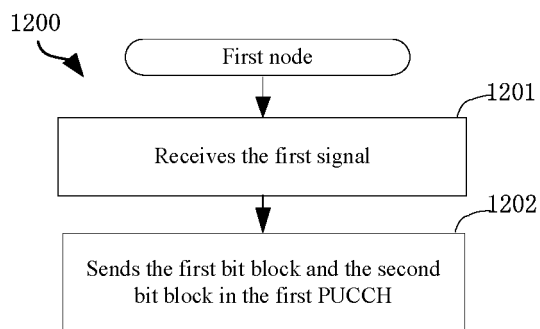 1200
First node
1201
Receives the first signal
1202
Sends the first bit block and the second
bit block in the first PUCCH